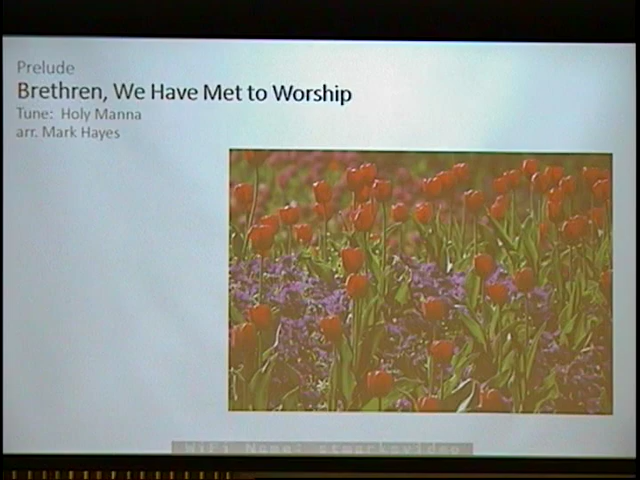 Prelude
Brethren, We Have Met to Worship
Tune: Holy Manna
arr. Mark Hayes